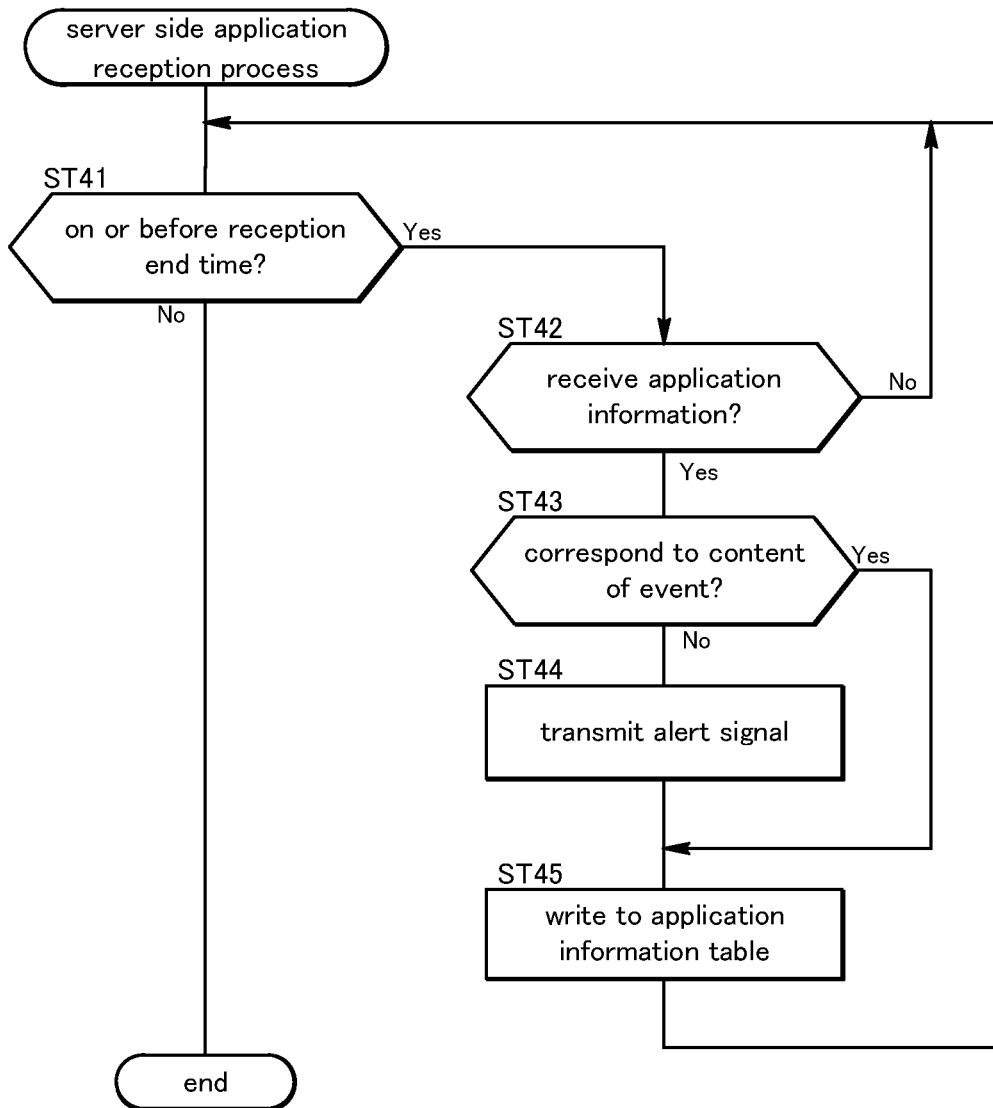 server side application
reception process
ST41
on or before reception
end time?
Yes
No
ST42
receive application
information?
No
Yes
ST43
correspond to content
of event?
Yes
No
ST44
transmit alert signal
ST45
write to application
information table
end